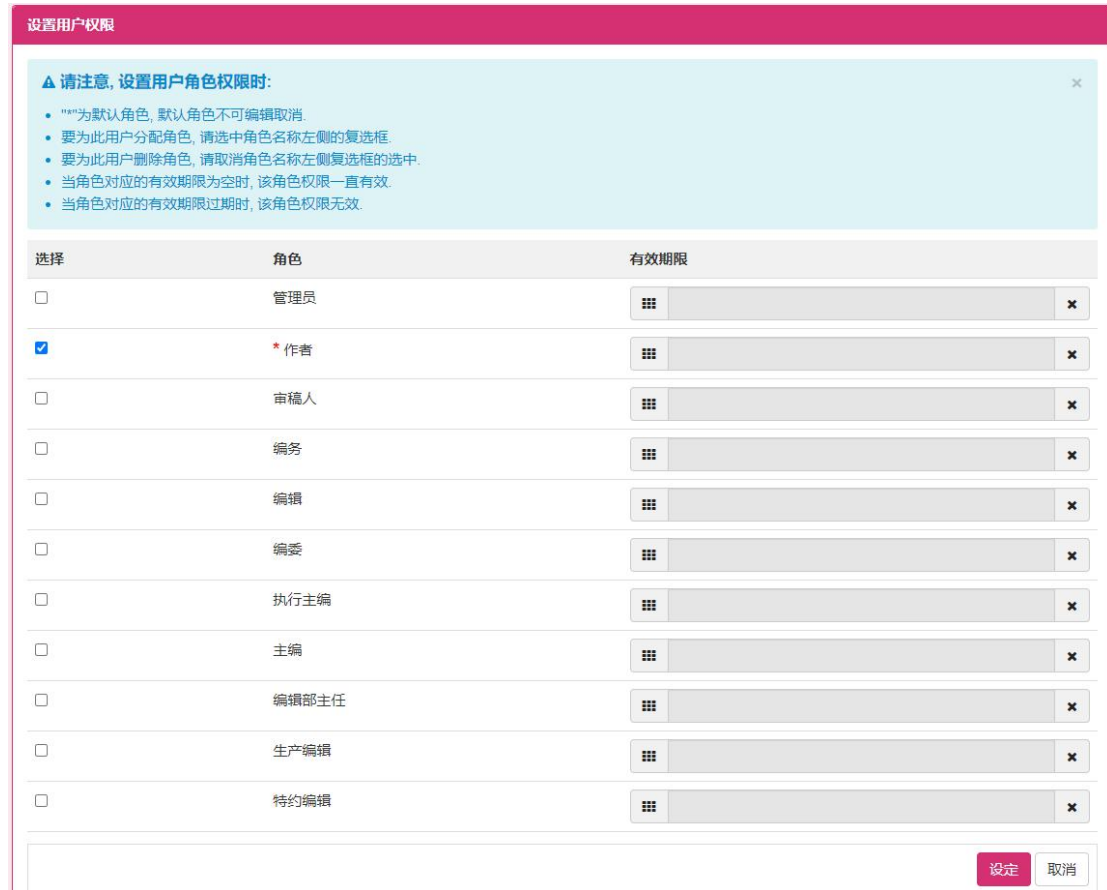 设置用户权限
请注意, 设置用户角色权限时:
"*"为默认角色, 默认角色不可编辑取消.
要为此用户分配角色, 请选中角色名称左侧的复选框.
要为此用户删除角色, 请取消角色名称左侧复选框的选中.
当角色对应的有效期限为空时, 该角色权限一直有效.
当角色对应的有效期限过期时, 该角色权限无效.
选择 角色 有效期限
管理员
* 作者
审稿人
编务
编辑
编委
执行主编
主编
编辑部主任
生产编辑
特约编辑
设定 取消